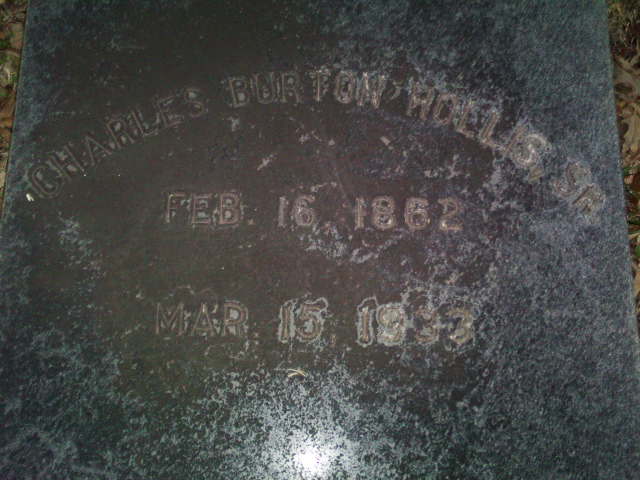 CHARLES BURTON HOLLIS, SR.
FEB. 16, 1862
MAR. 15, 1933